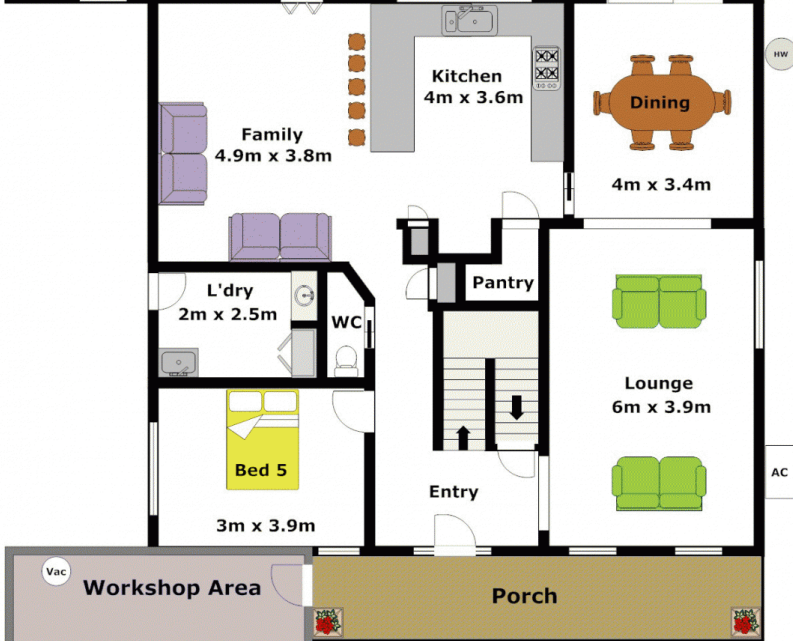 HW
Kitchen
4m x 3.6m
Dining
Family
4.9m x 3.8m
4m x 3.4m
L'dry
2m x 2.5m
Pantry
WC
Lounge
6m x 3.9m
Bed 5
AC
Entry
3m x 3.9m
Vac
Workshop Area
Porch